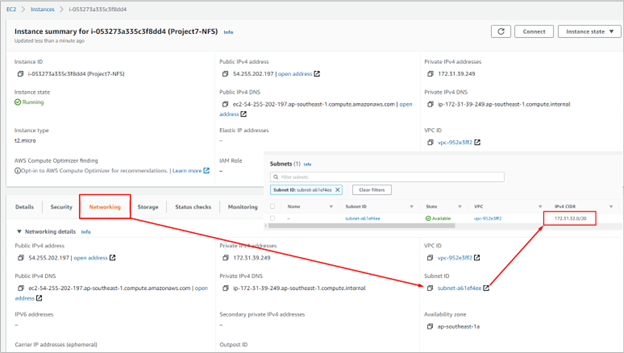 EC2 > Instances > i-053273a335c3f8dd4
Instance summary for i-053273a335c3f8dd4 (Project7-NFS) Info
Updated less than a minute ago
Connect
Instance state
Instance ID
i-053273a335c3f8dd4 (Project7-NFS)
Public IPv4 address
54.255.202.197 | open address
Private IPv4 addresses
172.31.39.249
Instance state
Running
Public IPv4 DNS
ec2-54-255-202-197.ap-southeast-1.compute.amazonaws.com | open
address
Private IPv4 DNS
ip-172-31-39-249.ap-southeast-1.compute.internal
Instance type
t2.micro
Elastic IP addresses
–
VPC ID
vpc-952e3ff2
AWS Compute Optimizer finding
Opt-in to AWS Compute Optimizer for recommendations. | Learn more
IAM Role
–
Subnets (1) Info
Filter subnets
Subnet ID: subnet-a61ef4ee X
Clear filters
Name
Subnet ID
State
VPC
IPv4 CIDR
–
subnet-a61ef4ee
Available
vpc-952e3ff2
172.31.32.0/20
Details
Security
Networking
Storage
Status checks
Monitoring
Networking details Info
Public IPv4 address
54.255.202.197 | open address
Private IPv4 addresses
172.31.39.249
VPC ID
vpc-952e3ff2
Public IPv4 DNS
ec2-54-255-202-197.ap-southeast-1.compute.amazonaws.com | open
address
Private IPv4 DNS
ip-172-31-39-249.ap-southeast-1.compute.internal
Subnet ID
subnet-a61ef4ee
IPV6 addresses
–
Secondary private IPv4 addresses
–
Availability zone
ap-southeast-1a
Carrier IP addresses (ephemeral)
Outpost ID